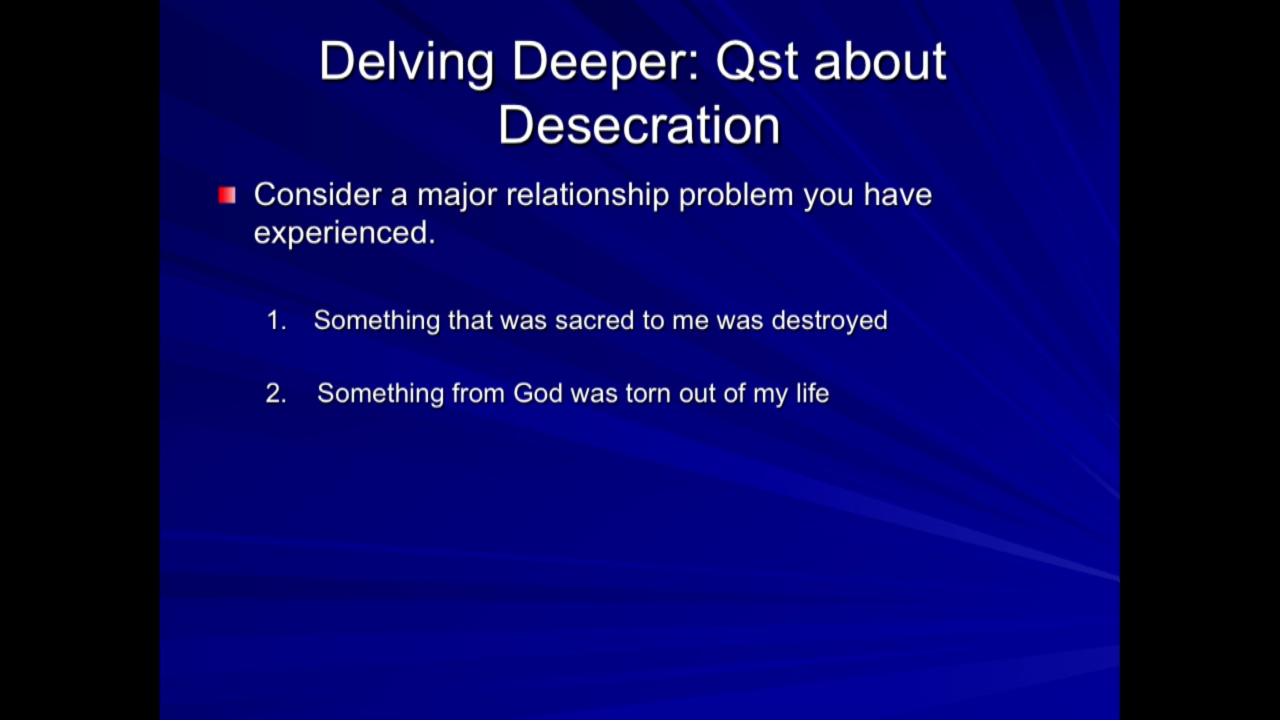 Delving Deeper: Qst about
Desecration
Consider a major relationship problem you have
experienced.
1. Something that was sacred to me was destroyed
2. Something from God was torn out of my life